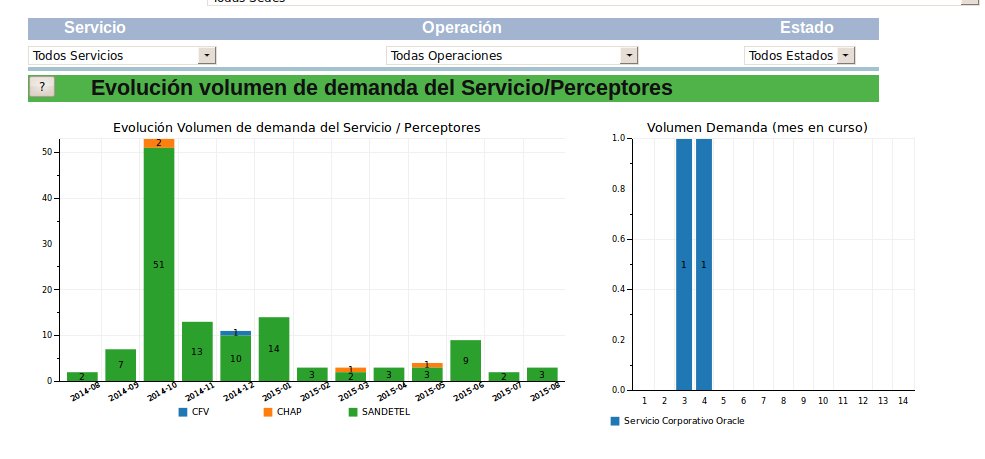 Todas Sedes
Servicio Operación Estado
Todos Servicios Todas Operaciones Todos Estados
? Evolución volumen de demanda del Servicio/Perceptores
Evolución Volumen de demanda del Servicio / Perceptores
50
40
30
20
10
0
2 7 51 2 13 10 1 14 3 2 1 3 3 1 9 2 3
2014-08 2014-09 2014-10 2014-11 2014-12 2015-01 2015-02 2015-03 2015-04 2015-05 2015-06 2015-07 2015-08
CFV CHAP SANDETEL
Volumen Demanda (mes en curso)
1.0
0.8
0.6
0.4
0.2
0.0
1 1
1 2 3 4 5 6 7 8 9 10 11 12 13 14
Servicio Corporativo Oracle